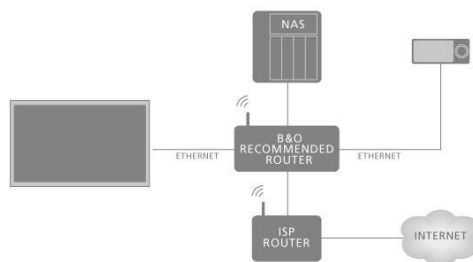 NAS
B&O
RECOMMENDED
ROUTER
ETHERNET
ETHERNET
ISP
ROUTER
INTERNET